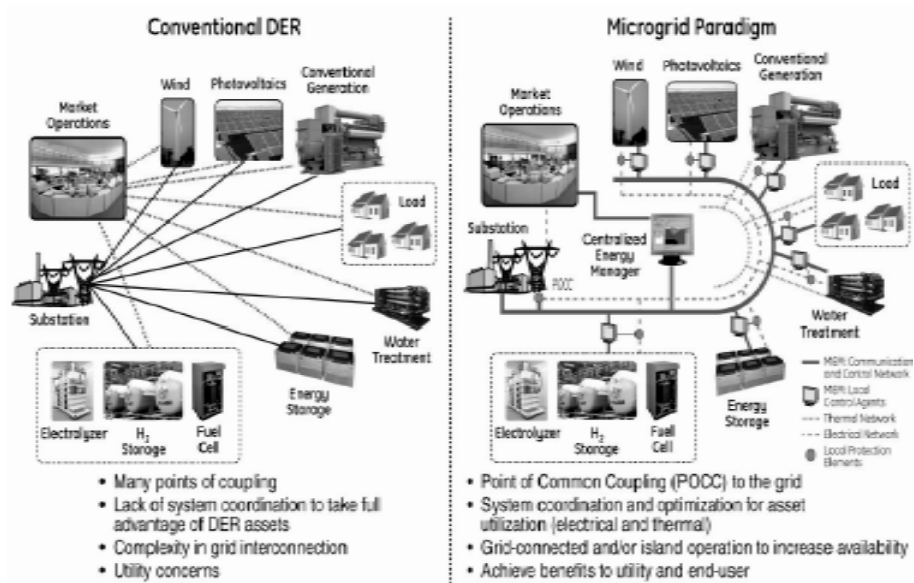 Conventional DER
Wind
Photovoltaics
Conventional
Generation
Market
Operations
Load
Substation
Water
Treatment
Energy
Storage
Electrolyzer
H2
Storage
Fuel
Cell
• Many points of coupling
• Lack of system coordination to take full
advantage of DER assets
• Complexity in grid interconnection
• Utility concerns
Microgrid Paradigm
Wind
Photovoltaics
Conventional
Generation
Market
Operations
Load
Substation
POCC
Centralized
Energy
Manager
Water
Treatment
Energy
Storage
Electrolyzer
H2
Storage
Fuel
Cell
Communication
and Control Network
Local
Control Agents
Thermal Network
Electrical Network
Local Protection
Elements
• Point of Common Coupling (POCC) to the grid
• System coordination and optimization for asset
utilization (electrical and thermal)
• Grid-connected and/or island operation to increase availability
• Achieve benefits to utility and end-user